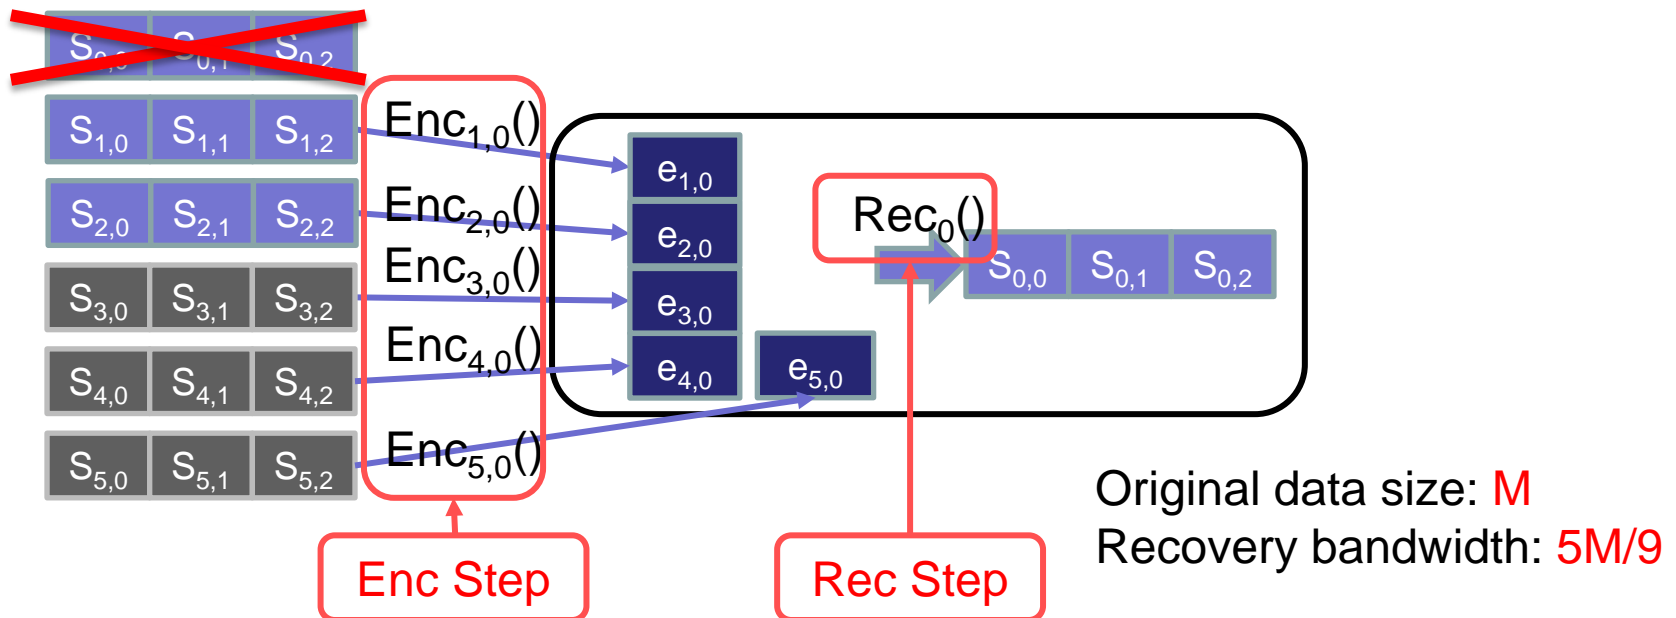 S0,0 S0,1 S0,2
S1,0 S1,1 S1,2
S2,0 S2,1 S2,2
S3,0 S3,1 S3,2
S4,0 S4,1 S4,2
S5,0 S5,1 S5,2
Enc1,0()
Enc2,0()
Enc3,0()
Enc4,0()
Enc5,0()
e1,0
e2,0
e3,0
e4,0
e5,0
Rec0()
S0,0 S0,1 S0,2
Enc Step
Rec Step
Original data size: M
Recovery bandwidth: 5M/9